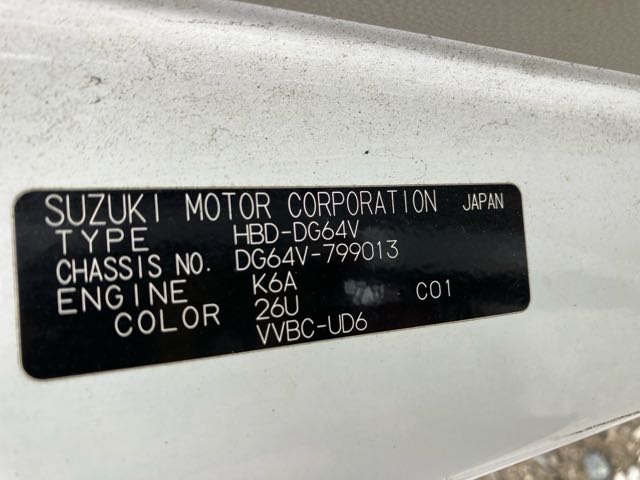 SUZUKI MOTOR CORPORATION JAPAN
TYPE HBD-DG64V
CHASSIS NO. DG64V-799013
ENGINE K6A C01
COLOR 26U
VVBC-UD6